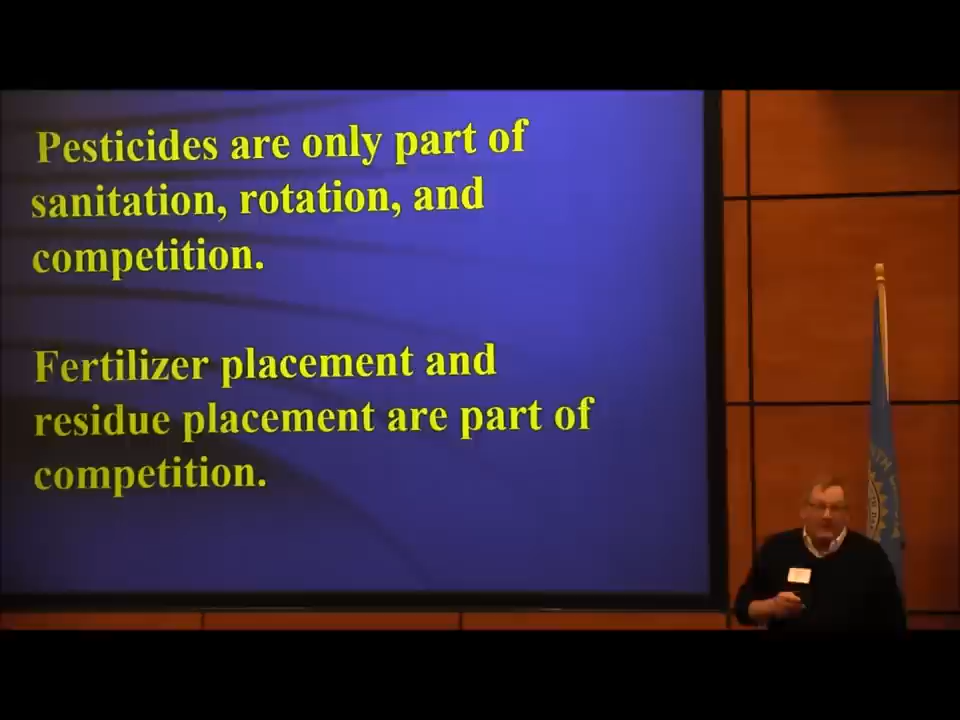 Pesticides are only part of
sanitation, rotation, and
competition.
Fertilizer placement and
residue placement are part of
competition.